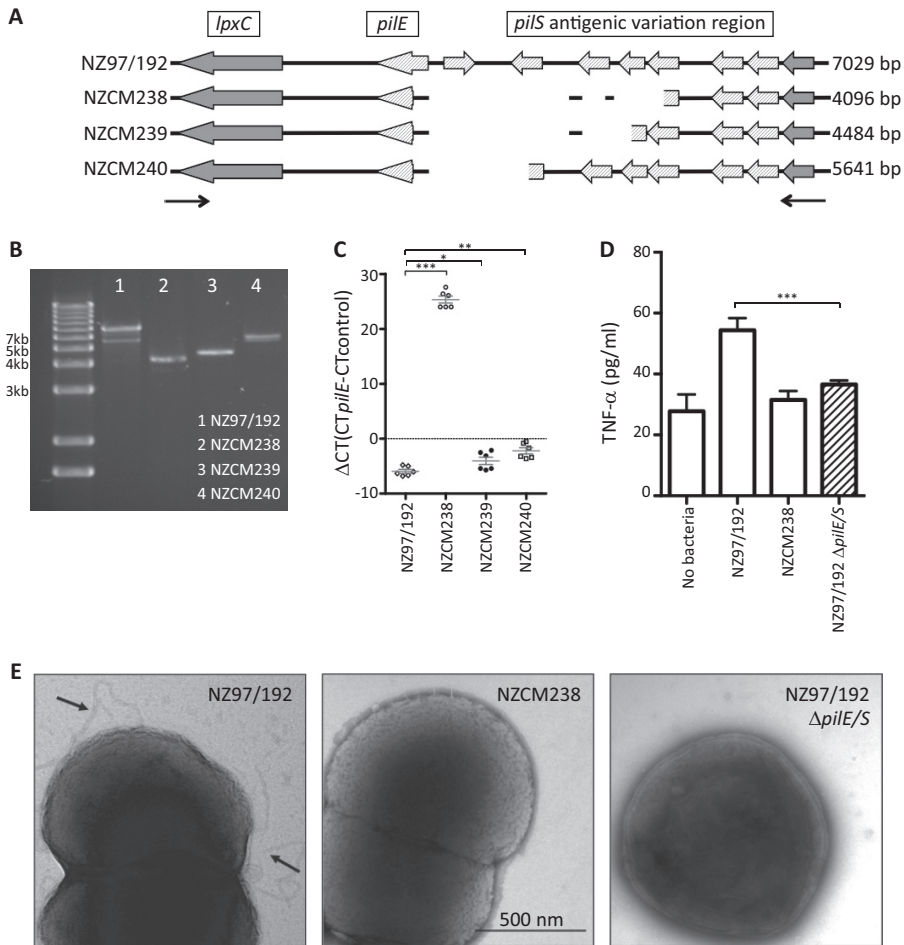 A
lpxC
pilE
pilS antigenic variation region
NZ97/192
7029 bp
NZCM238
4096 bp
NZCM239
4484 bp
NZCM240
5641 bp
B
1 2 3 4
7kb
5kb
4kb
3kb
1 NZ97/192
2 NZCM238
3 NZCM239
4 NZCM240
C
**
*
***
ΔCT(CTpilE-CTcontrol)
30
20
10
0
-10
NZ97/192
NZCM238
NZCM239
NZCM240
D
***
TNF-α (pg/ml)
80
60
40
20
0
No bacteria
NZ97/192
NZCM238
NZ97/192 ΔpilE/S
E
NZ97/192
NZCM238
500 nm
NZ97/192
ΔpilE/S